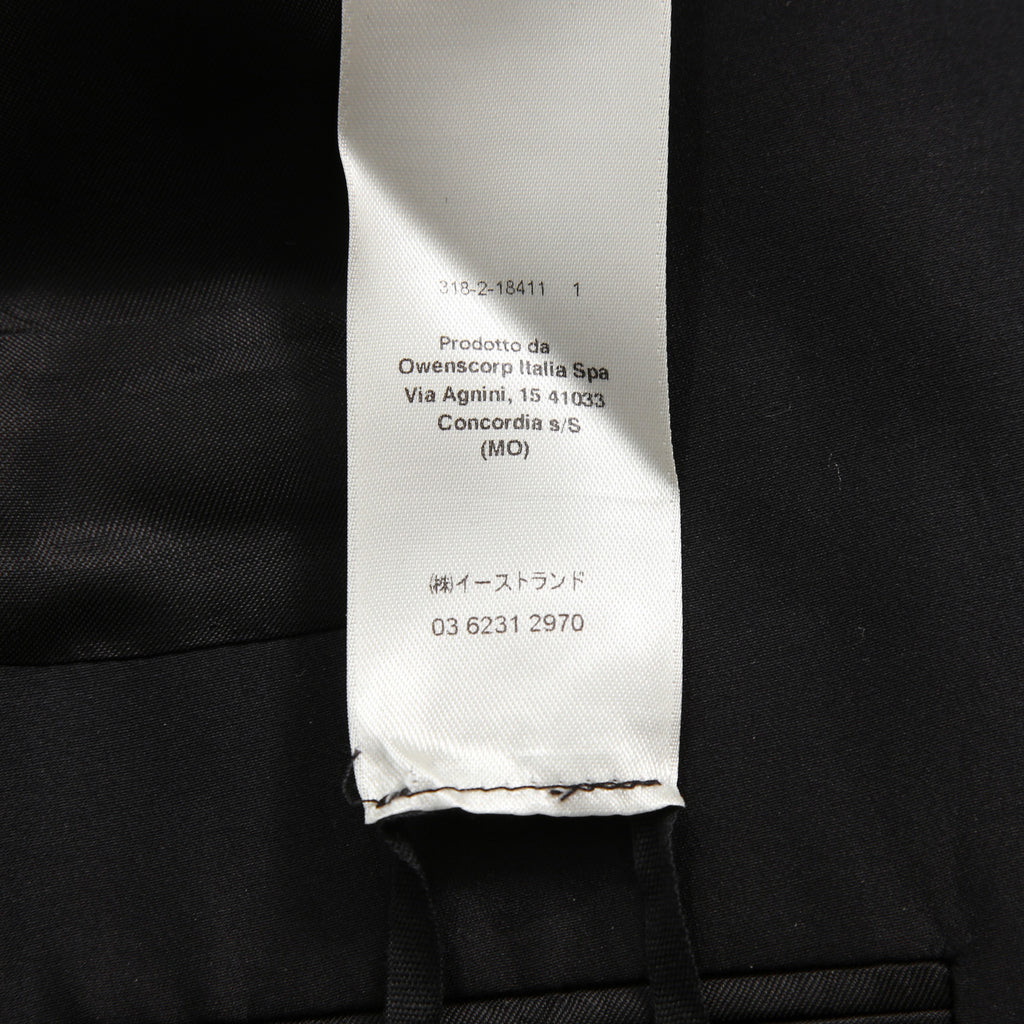 318-2-18411 1
Prodotto da
Owenscorp Italia Spa
Via Agnini, 15 41033
Concordia s/S
(MO)
㈱イーストランド
03 6231 2970